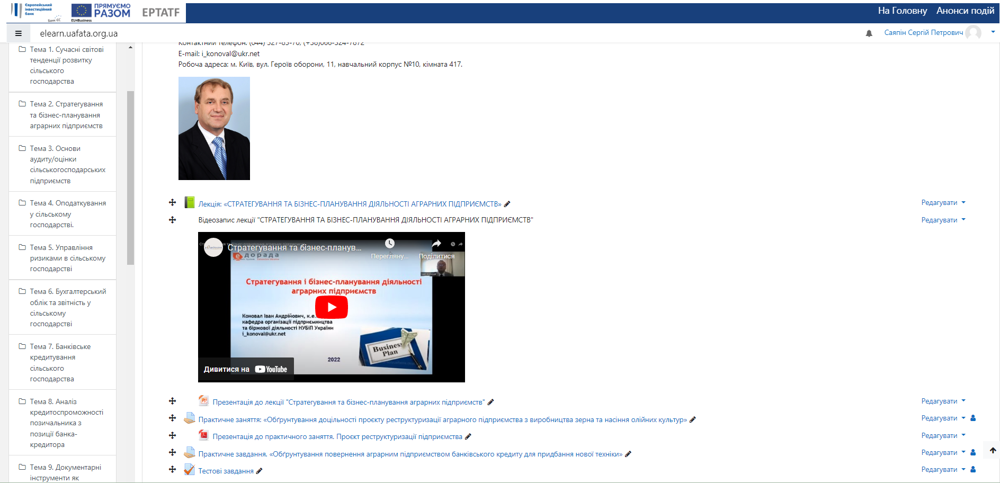 Європейський
інвестиційний
банк
Банк ЄС
ПРЯМУЄМО
РАЗОМ
EU4Business
EPTATF
На Головну Анонси подій
elearn.uafata.org.ua
Саяпін Сергій Петрович
Тема 1. Сучасні світові
тенденції розвитку
сільського
господарства
Тема 2. Стратегування
та бізнес-планування
аграрних підприємств
Тема 3. Основи
аудиту/оцінки
сільськогосподарських
підприємств
Тема 4. Оподаткування
у сільському
господарстві.
Тема 5. Управління
ризиками в сільському
господарстві
Тема 6. Бухгалтерський
облік та звітність у
сільському
господарстві
Тема 7. Банківське
кредитування
сільського
господарства
Тема 8. Аналіз
кредитоспроможності
позичальника з
позиції банка-
кредитора
Тема 9. Документарні
інструменти як
Контактний телефон: (044) 527-85-70, (+38)066-324-7872
E-mail: i_konoval@ukr.net
Робоча адреса: м. Київ, вул. Героїв оборони, 11, навчальний корпус №10, кімната 417.
Лекція: «СТРАТЕГУВАННЯ ТА БІЗНЕС-ПЛАНУВАННЯ ДІЯЛЬНОСТІ АГРАРНИХ ПІДПРИЄМСТВ» Редагувати
Відеозапис лекції "СТРАТЕГУВАННЯ ТА БІЗНЕС-ПЛАНУВАННЯ ДІЯЛЬНОСТІ АГРАРНИХ ПІДПРИЄМСТВ" Редагувати
Стратегування та бізнес-планув...
Перегляну... Поділитися
едорада
Стратегування і бізнес-планування діяльності
аграрних підприємств
Коновал Іван Андрійович, к.е.
кафедра організації підприємництва
та біржової діяльності НУБіП України
i_konoval@ukr.net
Business
Plan
2022
Дивитися на YouTube
Презентація до лекції "Стратегування та бізнес-планування аграрних підприємств" Редагувати
Практичне заняття: «Обґрунтування доцільності проєкту реструктуризації аграрного підприємства з виробництва зерна та насіння олійних культур» Редагувати
Презентація до практичного заняття. Проєкт реструктуризації підприємства Редагувати
Практичне завдання. «Обґрунтування повернення аграрним підприємством банківського кредиту для придбання нової техніки» Редагувати
Тестові завдання Редагувати